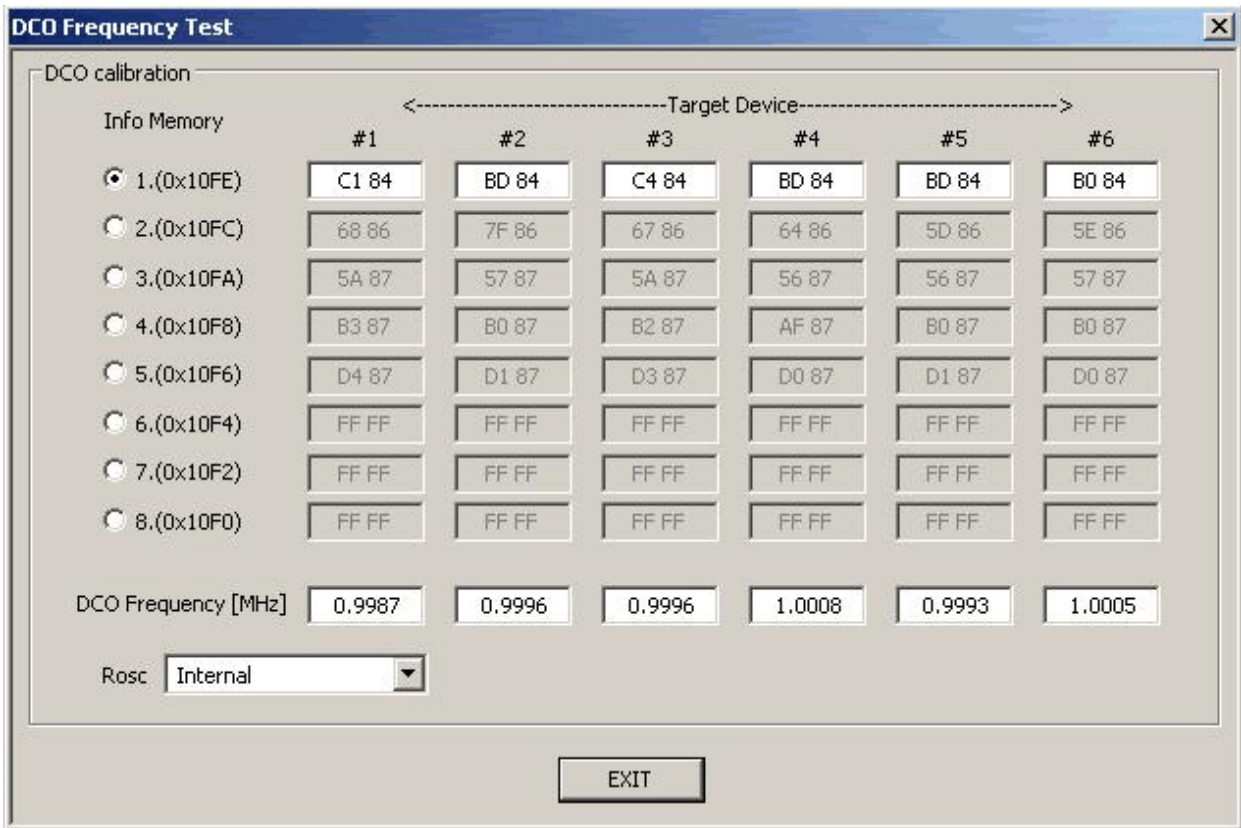 DCO Frequency Test
DCO calibration
Info Memory
<-------------------------------Target Device-------------------------------->
#1 #2 #3 #4 #5 #6
1.(0x10FE) C1 84 BD 84 C4 84 BD 84 BD 84 B0 84
2.(0x10FC) 68 86 7F 86 67 86 64 86 5D 86 5E 86
3.(0x10FA) 5A 87 57 87 5A 87 56 87 56 87 57 87
4.(0x10F8) B3 87 B0 87 B2 87 AF 87 B0 87 B0 87
5.(0x10F6) D4 87 D1 87 D3 87 D0 87 D1 87 D0 87
6.(0x10F4) FF FF FF FF FF FF FF FF FF FF FF FF
7.(0x10F2) FF FF FF FF FF FF FF FF FF FF FF FF
8.(0x10F0) FF FF FF FF FF FF FF FF FF FF FF FF
DCO Frequency [MHz] 0.9987 0.9996 0.9996 1.0008 0.9993 1.0005
Rosc Internal
EXIT